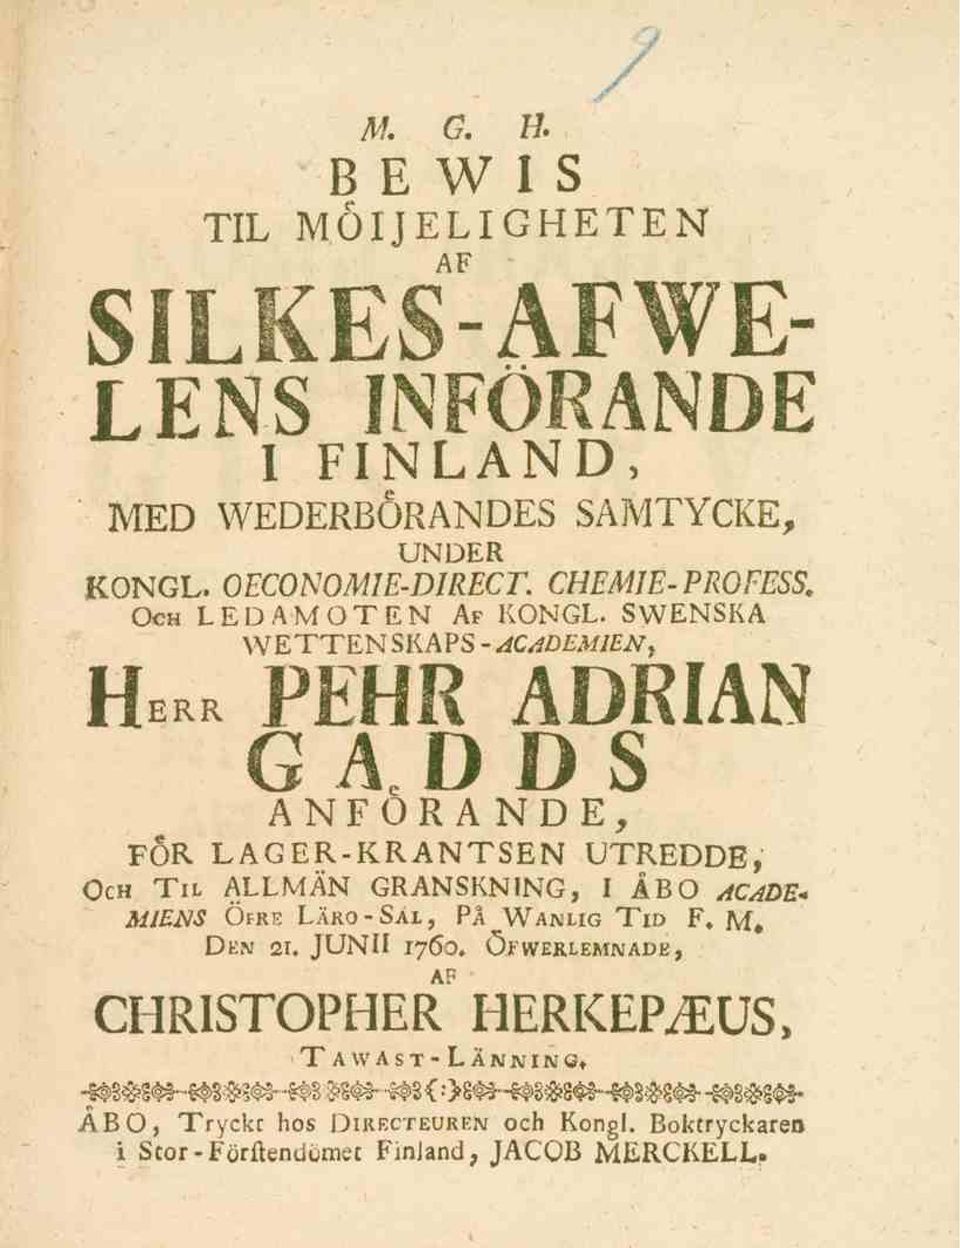 9
M. G. H.
BEWIS
TIL MÖIJELIGHETEN
AF
SILKES-AFWE-
LENS INFÖRANDE
I FINLAND,
MED WEDERBÖRANDES SAMTYCKE,
UNDER
KONGL. OECONOMIE-DIRECT. CHEMIE-PROFESS.
OCH LEDAMOTEN AF KONGL. SWENSKA
WETTENSKAPS-ACADEMIEN,
HERR PEHR ADRIAN
GADDS
ANFÖRANDE,
FÖR LAGER-KRANTSEN UTREDDE,
OCH TIL ALLMÄN GRANSKNING, I ÅBO ACADE-
MIENS ÖFRE LÄRO-SAL, PÅ WANLIG TID F. M.
DEN 21. JUNII 1760. ÖFWERLEMNADE,
AF
CHRISTOPHER HERKEPÆUS,
TAWAST-LÄNNING.
ÅBO, Tryckt hos DIRECTEUREN och Kongl. Boktryckaren
i Stor-Förſtendömet Finland, JACOB MERCKELL.